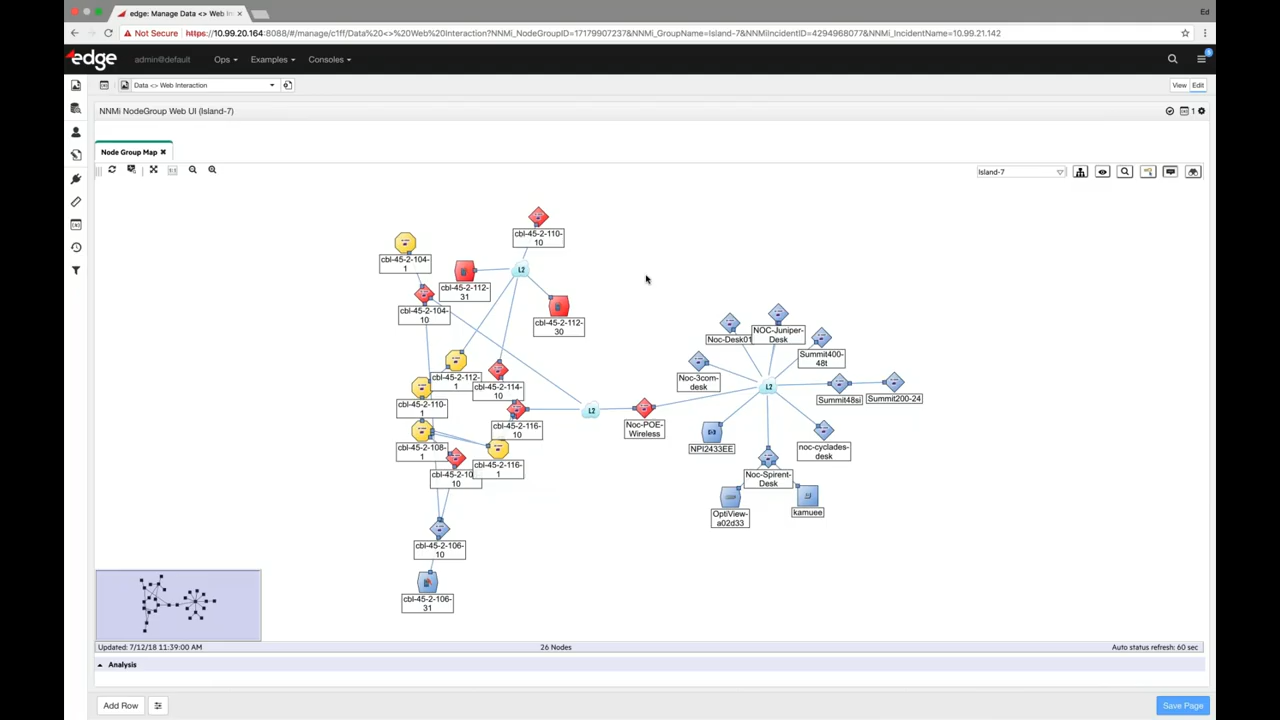 edge: Manage Data <> Web In
Ed
Not Secure https://10.99.20.164:8088/#/manage/c1ff/Data%20<>%20Web%20Interaction?NNMi_NodeGroupID=17179907237&NNMi_GroupName=Island-7&NNMiIncidentID=4294968077&NNMi_IncidentName=10.99.21.142
edge admin@default Ops Examples Consoles
Data <> Web Interaction
View Edit
NNMi NodeGroup Web UI (Island-7)
1
Node Group Map
Island-7
cbl-45-2-110-
10
cbl-45-2-104-
1
L2
cbl-45-2-112-
31
cbl-45-2-104-
10
cbl-45-2-112-
30
Noc-Desk01
NOC-Juniper-
Desk
Summit400-
48t
cbl-45-2-112-
1
cbl-45-2-114-
10
Noc-3com-
desk
L2
Summit48si
Summit200-24
cbl-45-2-110-
1
cbl-45-2-116-
10
L2
Noc-POE-
Wireless
cbl-45-2-108-
1
cbl-45-2-116-
1
cbl-45-2-10
10
NPI2433EE
noc-cyclades-
desk
Noc-Spirent-
Desk
OptiView-
a02d33
kamuee
cbl-45-2-106-
10
cbl-45-2-106-
31
Updated: 7/12/18 11:39:00 AM
26 Nodes
Auto status refresh: 60 sec
Analysis
Add Row
Save Page